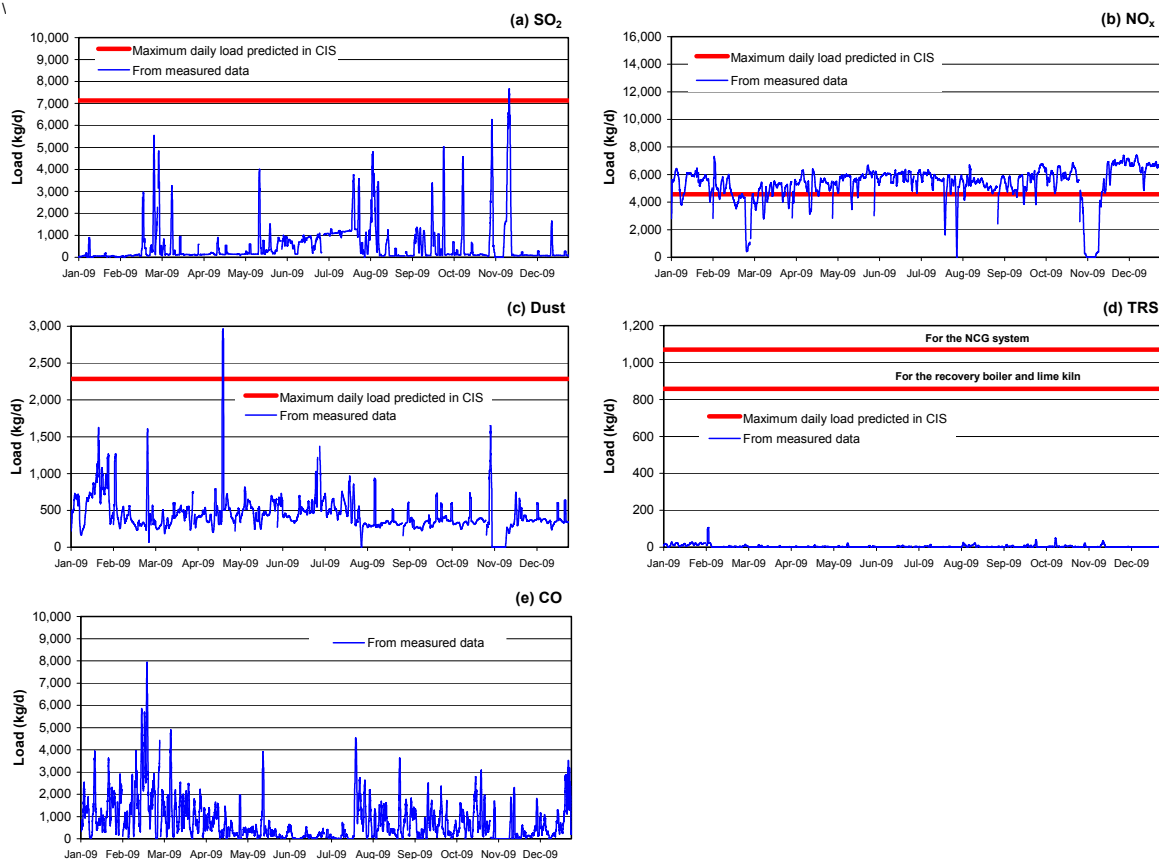 \
(a) SO2
10,000
9,000
8,000
7,000
6,000
5,000
4,000
3,000
2,000
1,000
0
Load (kg/d)
Maximum daily load predicted in CIS
From measured data
Jan-09 Feb-09 Mar-09 Apr-09 May-09 Jun-09 Jul-09 Aug-09 Sep-09 Oct-09 Nov-09 Dec-09
(b) NOx
16,000
14,000
12,000
10,000
8,000
6,000
4,000
2,000
0
Load (kg/d)
Maximum daily load predicted in CIS
From measured data
Jan-09 Feb-09 Mar-09 Apr-09 May-09 Jun-09 Jul-09 Aug-09 Sep-09 Oct-09 Nov-09 Dec-09
(c) Dust
3,000
2,500
2,000
1,500
1,000
500
0
Load (kg/d)
Maximum daily load predicted in CIS
From measured data
Jan-09 Feb-09 Mar-09 Apr-09 May-09 Jun-09 Jul-09 Aug-09 Sep-09 Oct-09 Nov-09 Dec-09
(d) TRS
1,200
1,000
800
600
400
200
0
Load (kg/d)
For the NCG system
For the recovery boiler and lime kiln
Maximum daily load predicted in CIS
From measured data
Jan-09 Feb-09 Mar-09 Apr-09 May-09 Jun-09 Jul-09 Aug-09 Sep-09 Oct-09 Nov-09 Dec-09
(e) CO
10,000
9,000
8,000
7,000
6,000
5,000
4,000
3,000
2,000
1,000
0
Load (kg/d)
From measured data
Jan-09 Feb-09 Mar-09 Apr-09 May-09 Jun-09 Jul-09 Aug-09 Sep-09 Oct-09 Nov-09 Dec-09